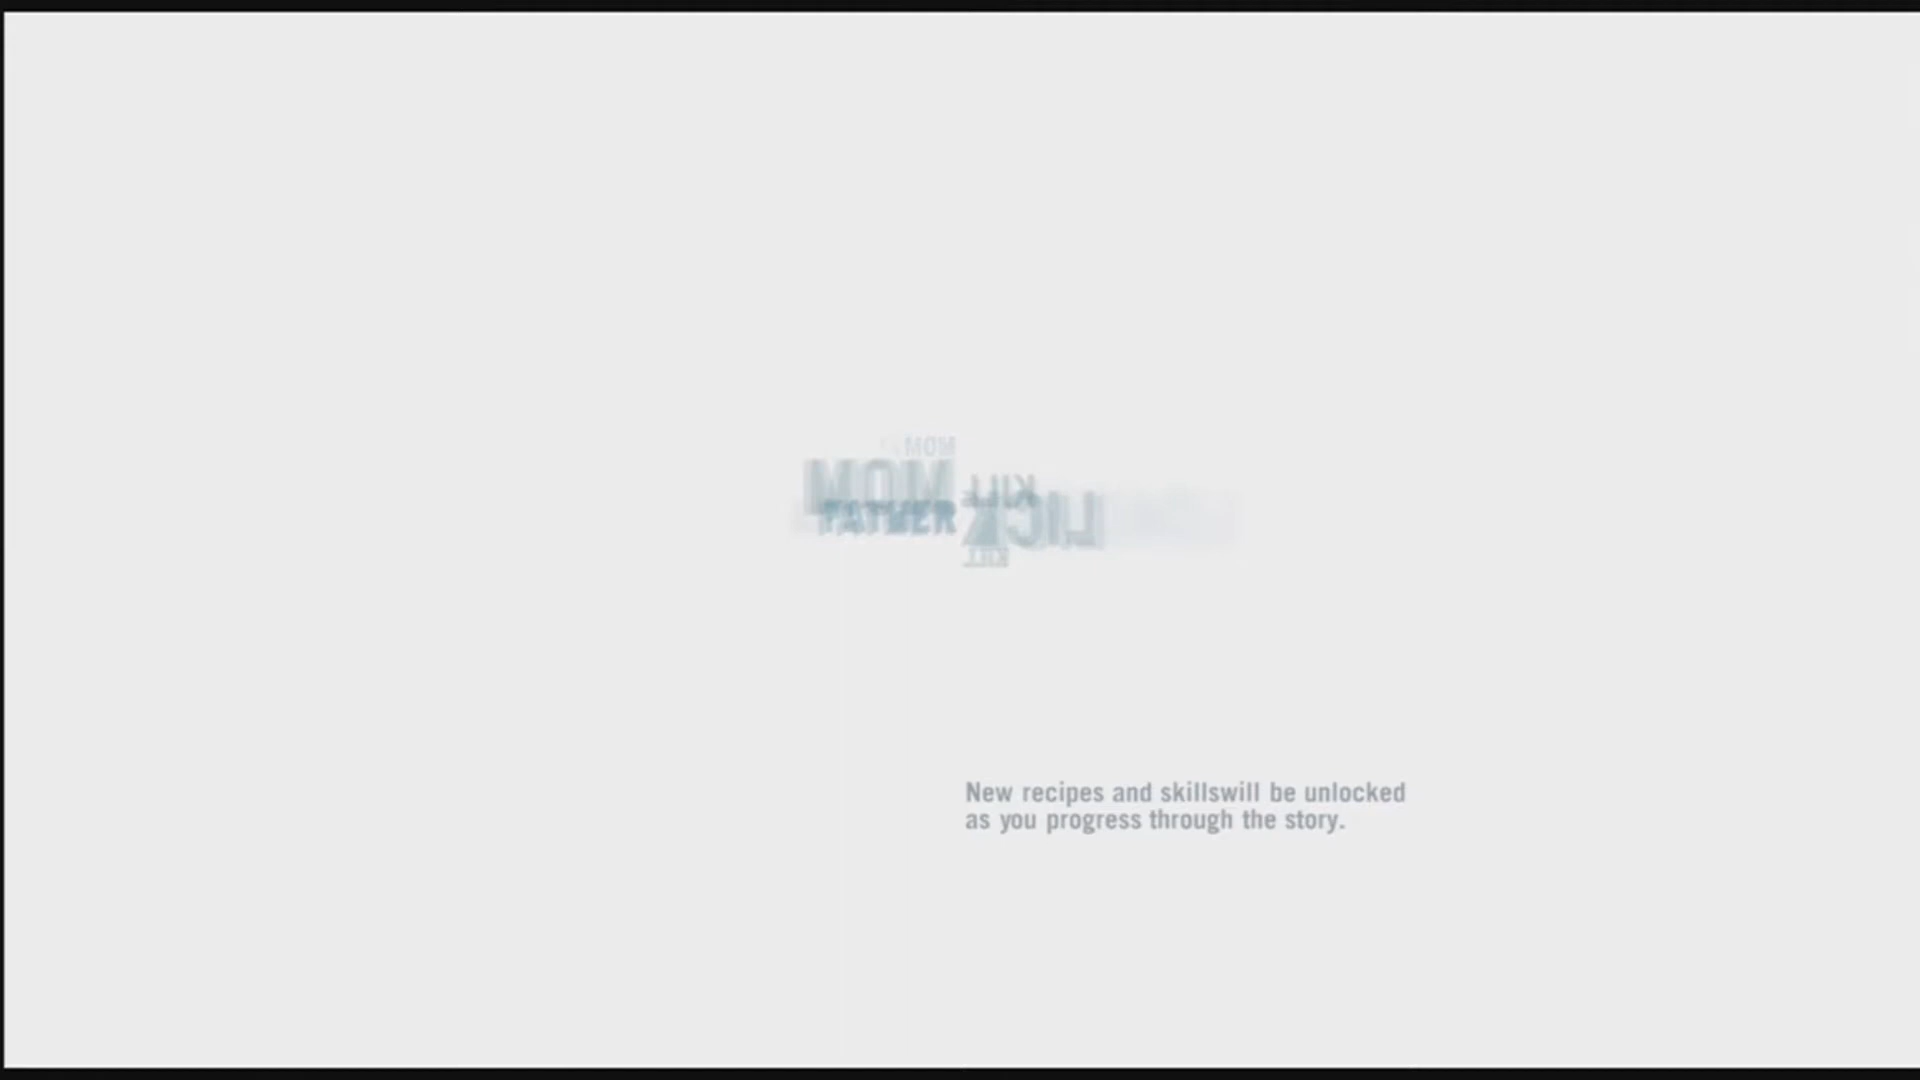 MOM
MOM
KILL
FATHER
LICK
KILL
New recipes and skillswill be unlocked
as you progress through the story.